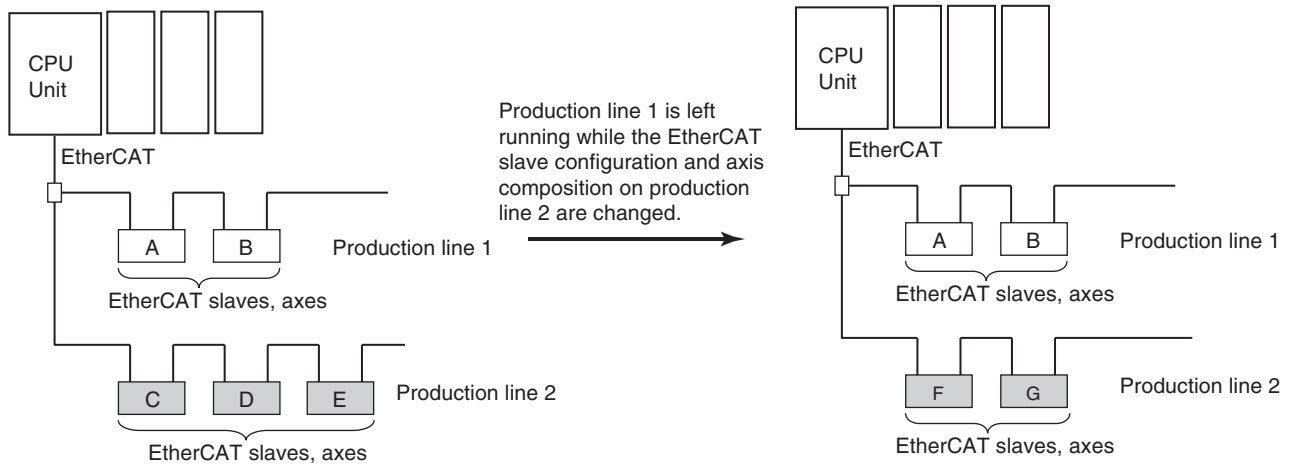 CPU
Unit
EtherCAT
A
B
Production line 1
EtherCAT slaves, axes
C
D
E
Production line 2
EtherCAT slaves, axes
Production line 1 is left
running while the EtherCAT
slave configuration and axis
composition on production
line 2 are changed.
CPU
Unit
EtherCAT
A
B
Production line 1
EtherCAT slaves, axes
F
G
Production line 2
EtherCAT slaves, axes